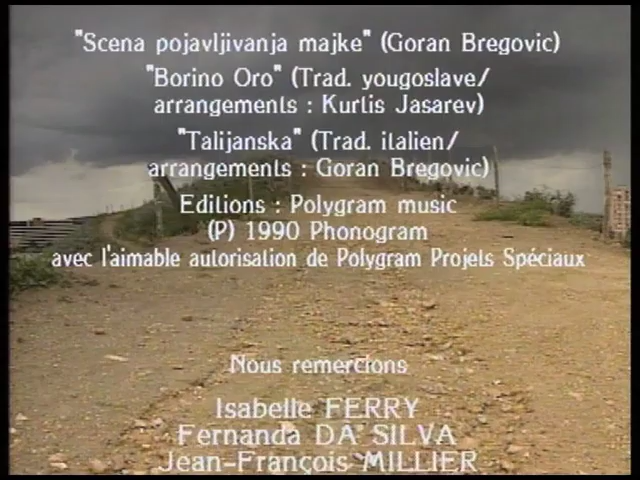 "Scena pojavljivanja majke" (Goran Bregovic)
"Borino Oro" (Trad. yougoslave/
arrangements : Kurtis Jasarev)
"Talijanska" (Trad. italien/
arrangements : Goran Bregovic)
Editions : Polygram music
(P) 1990 Phonogram
avec l'aimable autorisation de Polygram Projets Spéciaux
Nous remercions
Isabelle FERRY
Fernanda DA SILVA
Jean-François MILLIER